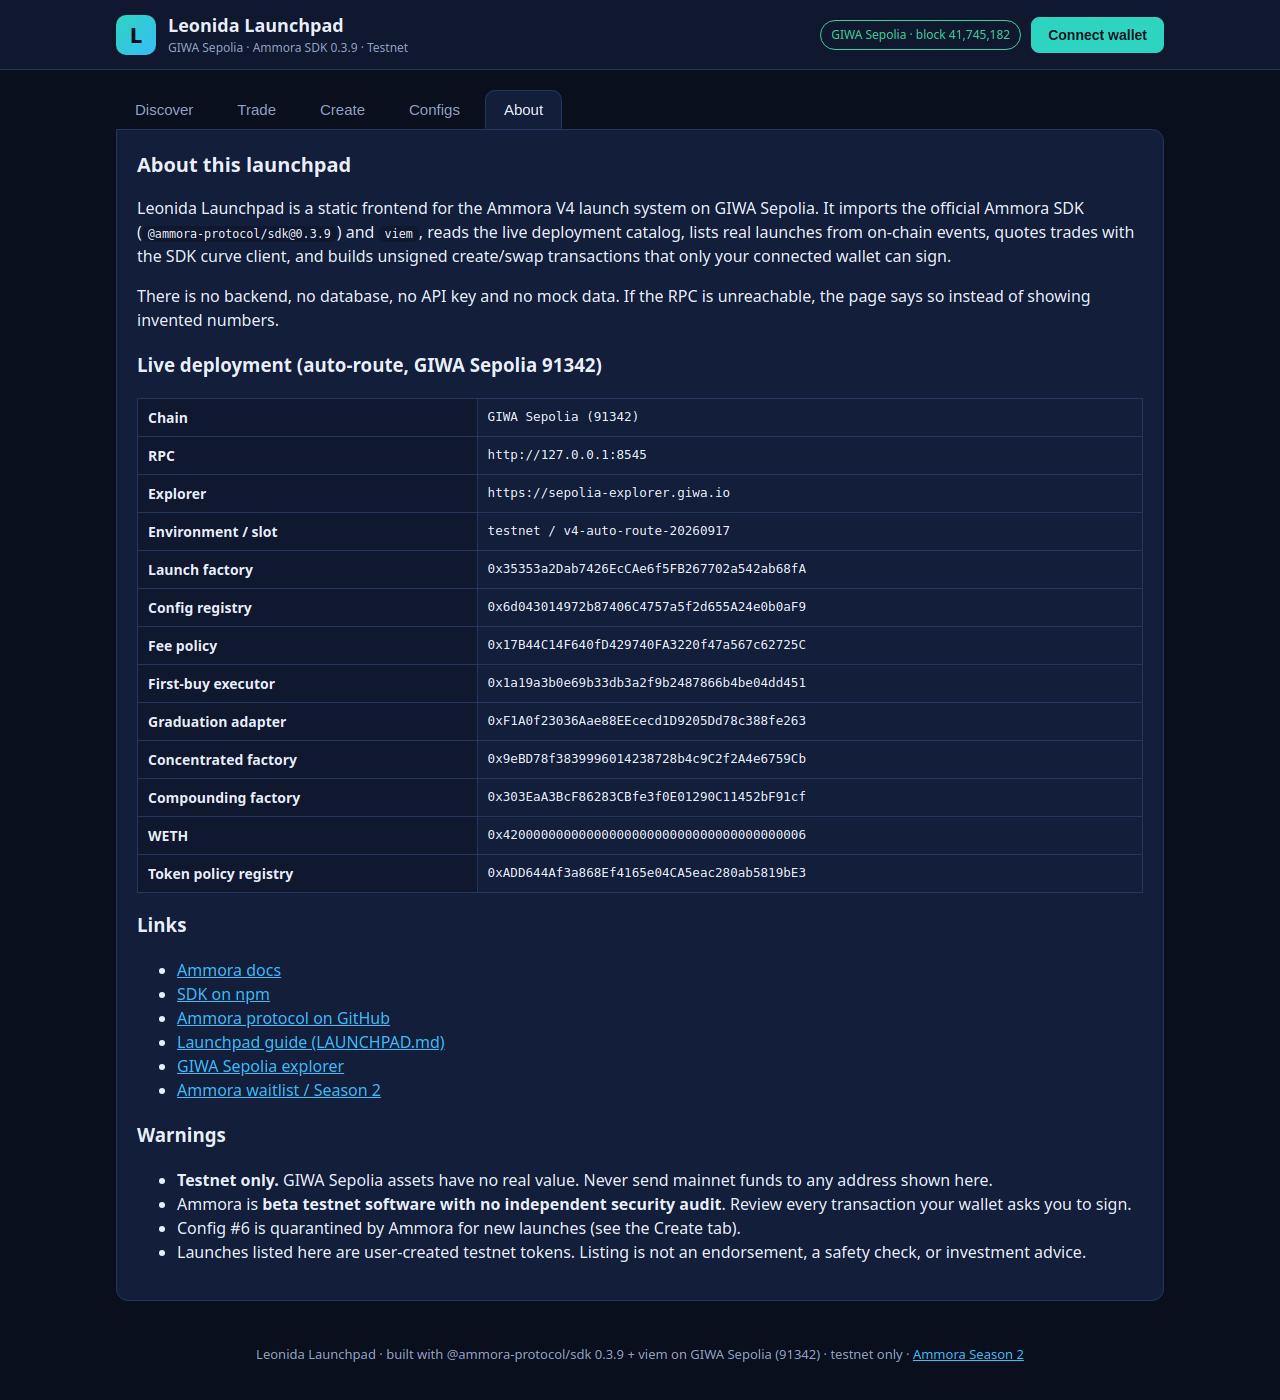 L
Leonida Launchpad
GIWA Sepolia · Ammora SDK 0.3.9 · Testnet
GIWA Sepolia · block 41,745,182
Connect wallet
Discover
Trade
Create
Configs
About
About this launchpad
Leonida Launchpad is a static frontend for the Ammora V4 launch system on GIWA Sepolia. It imports the official Ammora SDK
( @ammora-protocol/sdk@0.3.9 ) and viem , reads the live deployment catalog, lists real launches from on-chain events, quotes trades with
the SDK curve client, and builds unsigned create/swap transactions that only your connected wallet can sign.
There is no backend, no database, no API key and no mock data. If the RPC is unreachable, the page says so instead of showing
invented numbers.
Live deployment (auto-route, GIWA Sepolia 91342)
Chain GIWA Sepolia (91342)
RPC http://127.0.0.1:8545
Explorer https://sepolia-explorer.giwa.io
Environment / slot testnet / v4-auto-route-20260917
Launch factory 0x35353a2Dab7426EcCAe6f5FB267702a542ab68fA
Config registry 0x6d043014972b87406C4757a5f2d655A24e0b0aF9
Fee policy 0x17B44C14F640fD429740FA3220f47a567c62725C
First-buy executor 0x1a19a3b0e69b33db3a2f9b2487866b4be04dd451
Graduation adapter 0xF1A0f23036Aae88EEcecd1D9205Dd78c388fe263
Concentrated factory 0x9eBD78f3839996014238728b4c9C2f2A4e6759Cb
Compounding factory 0x303EaA3BcF86283CBfe3f0E01290C11452bF91cf
WETH 0x4200000000000000000000000000000000000006
Token policy registry 0xADD644Af3a868Ef4165e04CA5eac280ab5819bE3
Links
Ammora docs
SDK on npm
Ammora protocol on GitHub
Launchpad guide (LAUNCHPAD.md)
GIWA Sepolia explorer
Ammora waitlist / Season 2
Warnings
Testnet only. GIWA Sepolia assets have no real value. Never send mainnet funds to any address shown here.
Ammora is beta testnet software with no independent security audit. Review every transaction your wallet asks you to sign.
Config #6 is quarantined by Ammora for new launches (see the Create tab).
Launches listed here are user-created testnet tokens. Listing is not an endorsement, a safety check, or investment advice.
Leonida Launchpad · built with @ammora-protocol/sdk 0.3.9 + viem on GIWA Sepolia (91342) · testnet only · Ammora Season 2